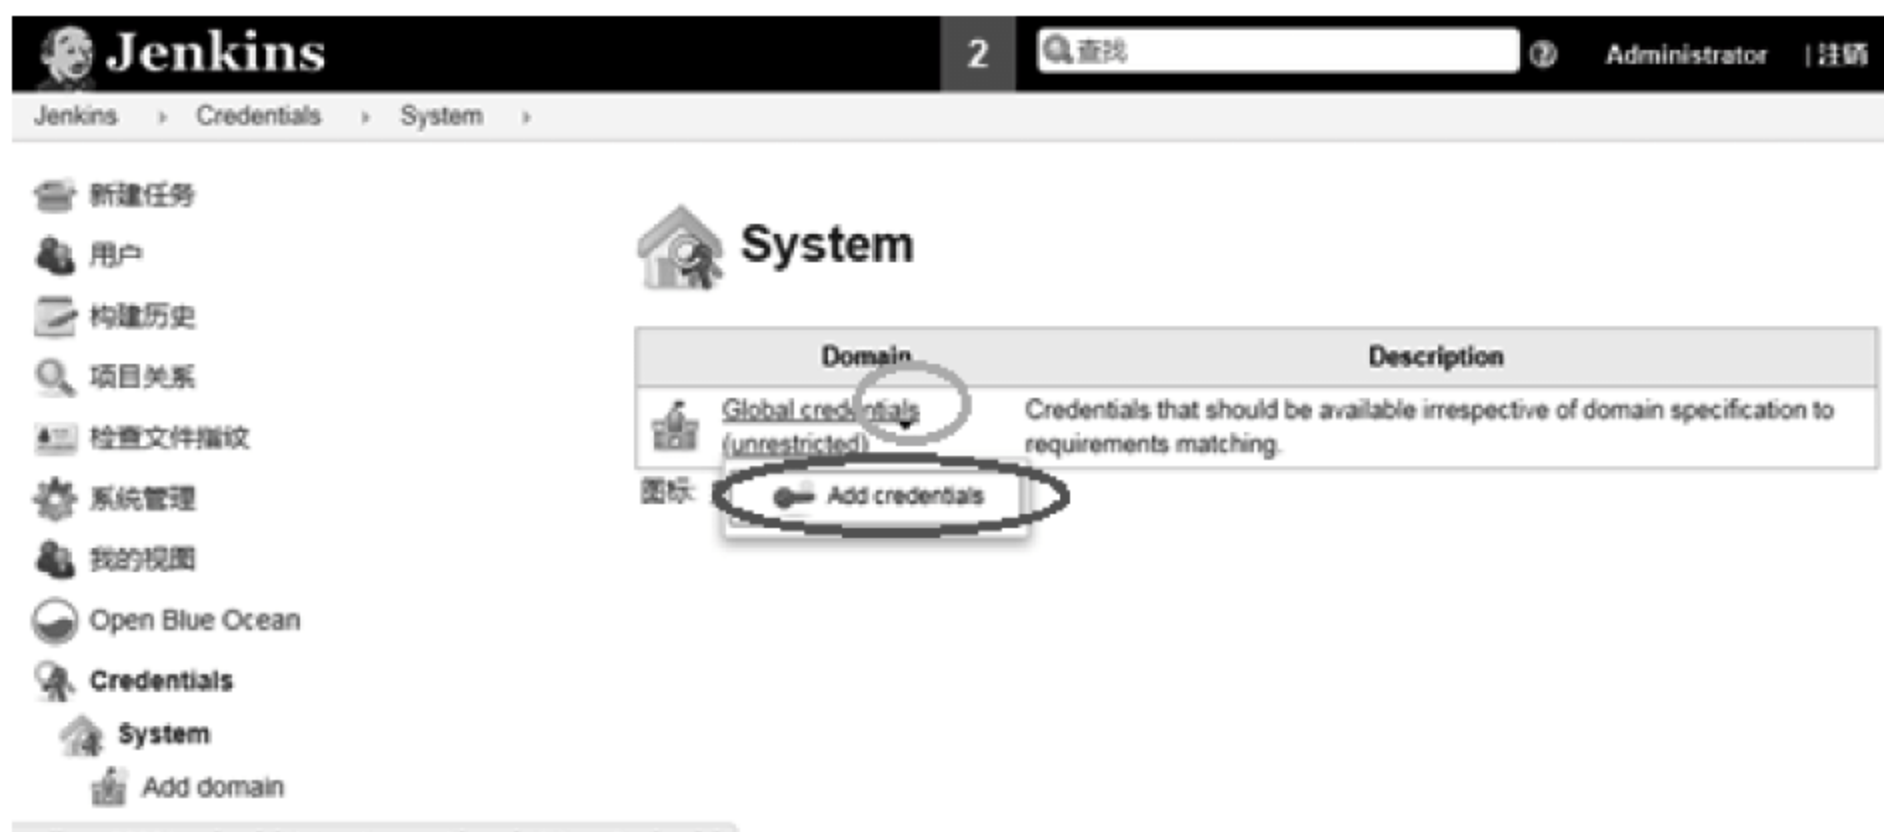 Jenkins
2
查找
Administrator
| 注销
Jenkins
Credentials
System
新建任务
用户
构建历史
项目关系
检查文件指纹
系统管理
我的视图
Open Blue Ocean
Credentials
System
Add domain
System
Domain
Description
Global credentials
(unrestricted)
Credentials that should be available irrespective of domain specification to
requirements matching.
图标:
Add credentials